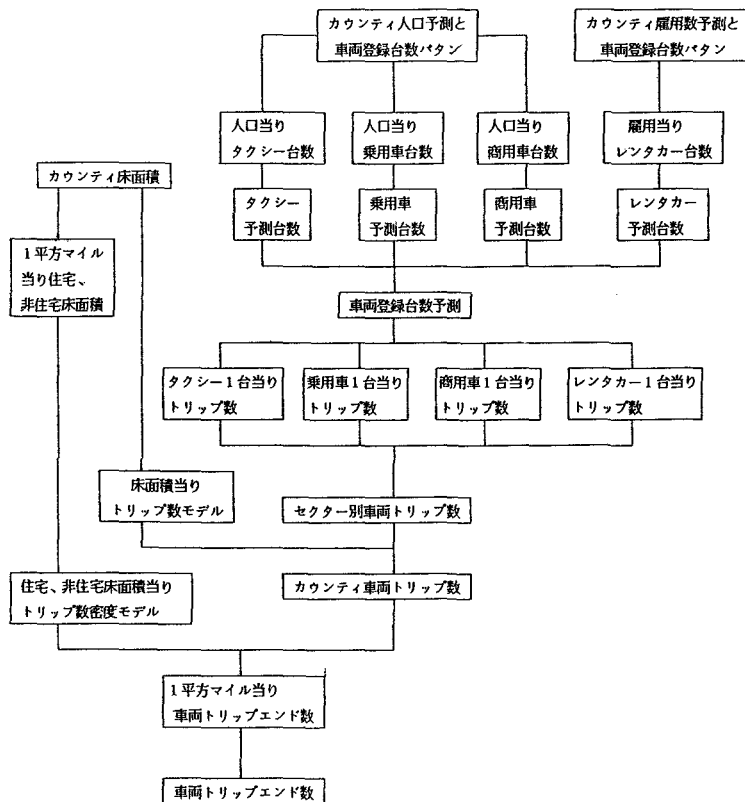 カウンティ人口予測と
車両登録台数パタン
カウンティ雇用数予測と
車両登録台数パタン
人口当り
タクシー台数
人口当り
乗用車台数
人口当り
商用車台数
雇用当り
レンタカー台数
カウンティ床面積
タクシー
予測台数
乗用車
予測台数
商用車
予測台数
レンタカー
予測台数
1平方マイル
当り住宅、
非住宅床面積
車両登録台数予測
タクシー1台当り
トリップ数
乗用車1台当り
トリップ数
商用車1台当り
トリップ数
レンタカー1台当り
トリップ数
床面積当り
トリップ数モデル
セクター別車両トリップ数
住宅、非住宅床面積当り
トリップ数密度モデル
カウンティ車両トリップ数
1平方マイル当り
車両トリップエンド数
車両トリップエンド数